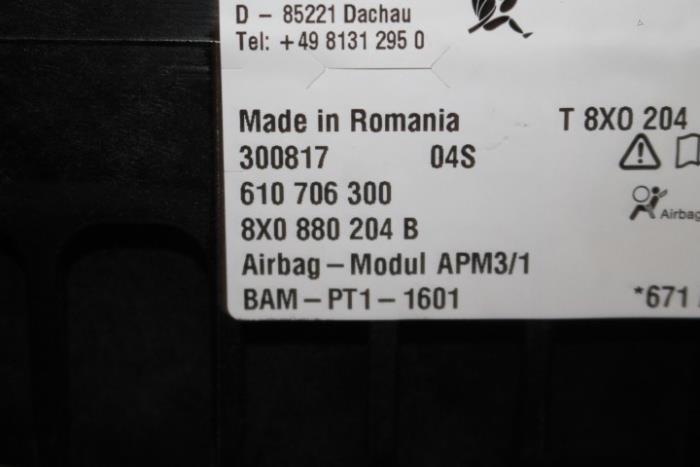 D – 85221 Dachau
Tel: +49 8131 295 0
Made in Romania T 8X0 204
300817 04S
610 706 300
8X0 880 204 B
Airbag
Airbag – Modul APM3/1
BAM – PT1 – 1601 *671